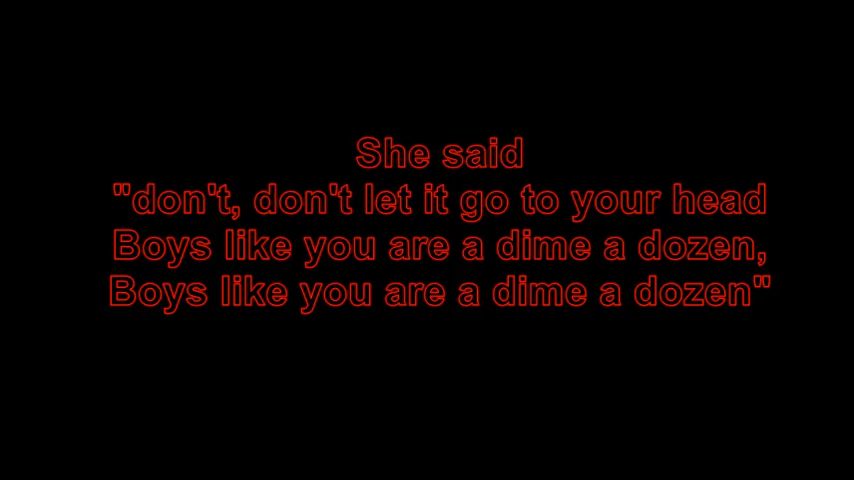 She said
"don't, don't let it go to your head
Boys like you are a dime a dozen,
Boys like you are a dime a dozen"